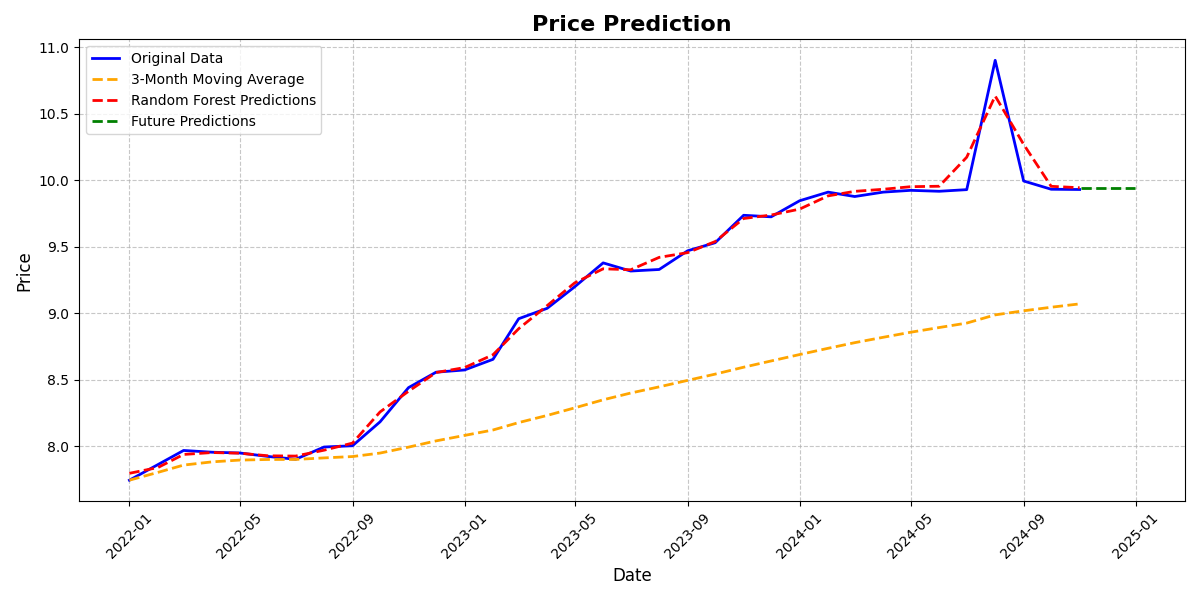 Price Prediction
Original Data
3-Month Moving Average
Random Forest Predictions
Future Predictions
Price
11.0
10.5
10.0
9.5
9.0
8.5
8.0
2022-01
2022-05
2022-09
2023-01
2023-05
2023-09
2024-01
2024-05
2024-09
2025-01
Date